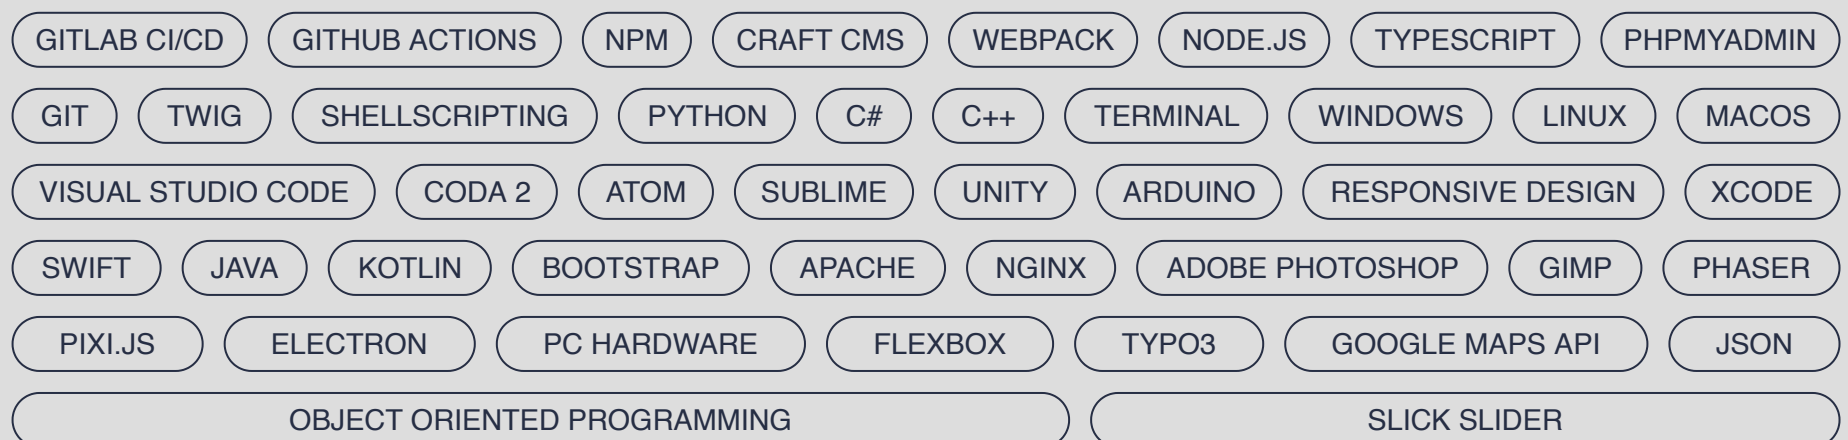 GITLAB CI/CD GITHUB ACTIONS NPM CRAFT CMS WEBPACK NODE.JS TYPESCRIPT PHPMYADMIN
GIT TWIG SHELLSCRIPTING PYTHON C# C++ TERMINAL WINDOWS LINUX MACOS
VISUAL STUDIO CODE CODA 2 ATOM SUBLIME UNITY ARDUINO RESPONSIVE DESIGN XCODE
SWIFT JAVA KOTLIN BOOTSTRAP APACHE NGINX ADOBE PHOTOSHOP GIMP PHASER
PIXI.JS ELECTRON PC HARDWARE FLEXBOX TYPO3 GOOGLE MAPS API JSON
OBJECT ORIENTED PROGRAMMING SLICK SLIDER